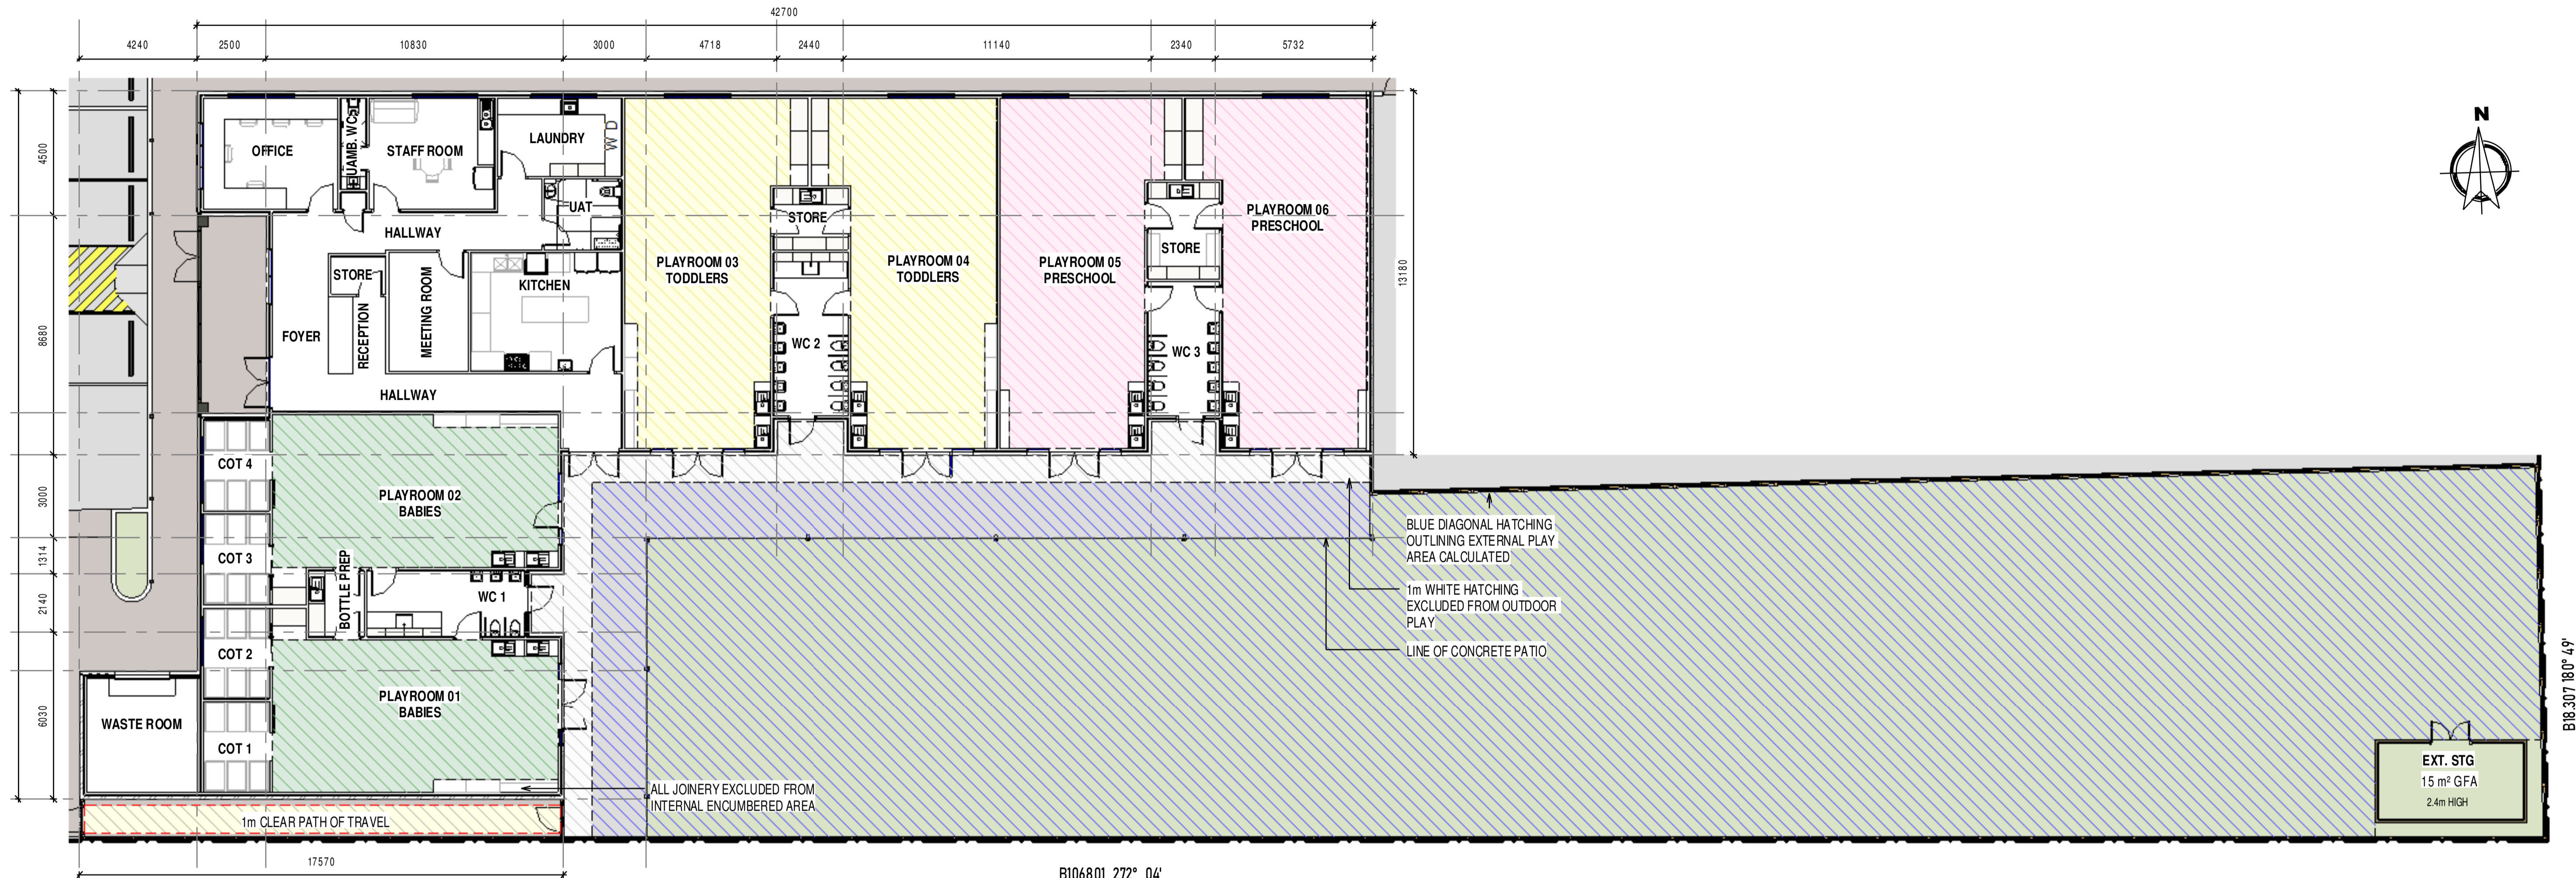 42700
4240
2500
10830
3000
4718
2440
11140
2340
5732
N
4500
8680
3000
1314
2140
6030
13180
OFFICE
UAMB. WC
STAFF ROOM
LAUNDRY
W D
UAT
HALLWAY
STORE
RECEPTION
MEETING ROOM
KITCHEN
FOYER
HALLWAY
PLAYROOM 03
TODDLERS
STORE
WC 2
PLAYROOM 04
TODDLERS
PLAYROOM 05
PRESCHOOL
STORE
WC 3
PLAYROOM 06
PRESCHOOL
COT 4
COT 3
COT 2
COT 1
PLAYROOM 02
BABIES
BOTTLE PREP
WC 1
PLAYROOM 01
BABIES
WASTE ROOM
BLUE DIAGONAL HATCHING
OUTLINING EXTERNAL PLAY
AREA CALCULATED
1m WHITE HATCHING
EXCLUDED FROM OUTDOOR
PLAY
LINE OF CONCRETE PATIO
ALL JOINERY EXCLUDED FROM
INTERNAL ENCUMBERED AREA
1m CLEAR PATH OF TRAVEL
EXT. STG
15 m² GFA
2.4m HIGH
B18.307 180° 49'
17570
B106.801 272° 04'